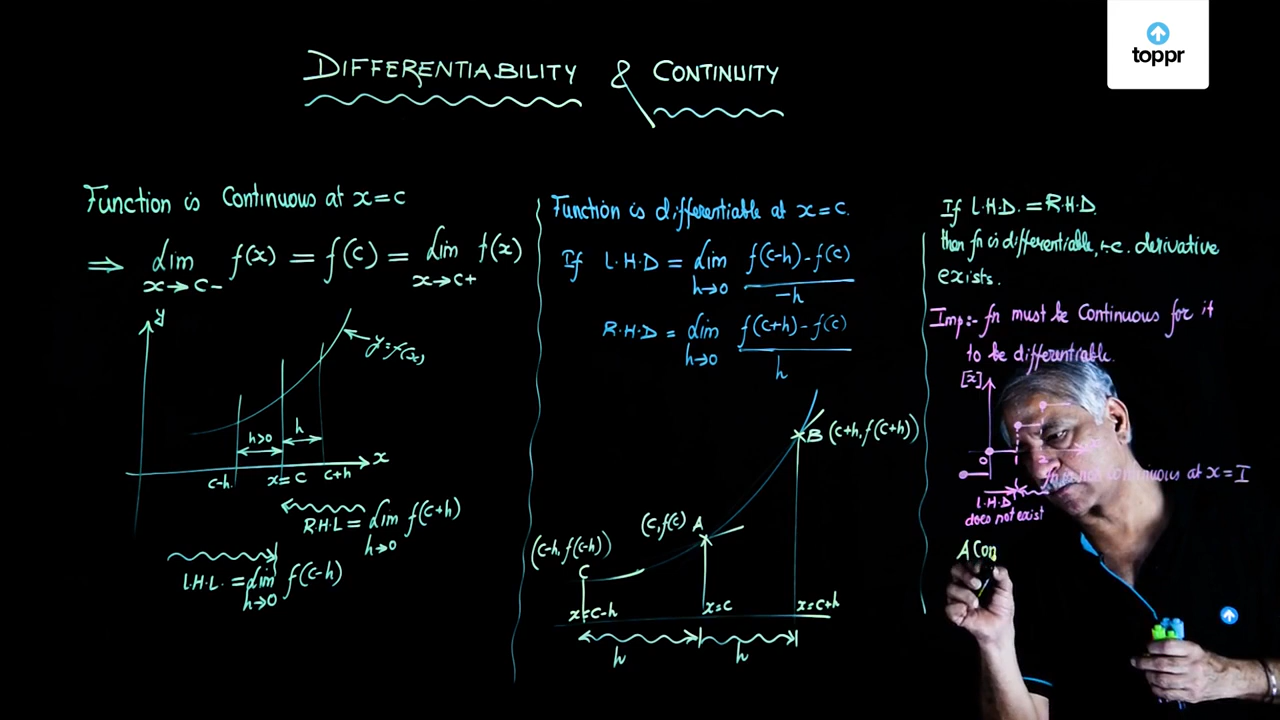 toppr
DIFFERENTIABILITY & CONTINUITY
Function is Continuous at x=c
⇒ lim x→c- f(x) = f(c) = lim x→c+ f(x)
y
y=f(x)
h>0
h
x
c-h
x=c
c+h
R.H.L = lim h→0 f(c+h)
L.H.L. = lim h→0 f(c-h)
Function is differentiable at x=c.
If L.H.D = lim h→0 f(c-h)-f(c) / -h
R.H.D = lim h→0 f(c+h)-f(c) / h
B (c+h, f(c+h))
(c, f(c)) A
(c-h, f(c-h))
C
x=c-h
x=c
x=c+h
h
h
If L.H.D. = R.H.D.
then fn is differentiable, i.e. derivative
exists.
Imp:- fn must be Continuous for it
to be differentiable.
[x]
0
continuous at x=I
L.H.D
does not exist
A Con